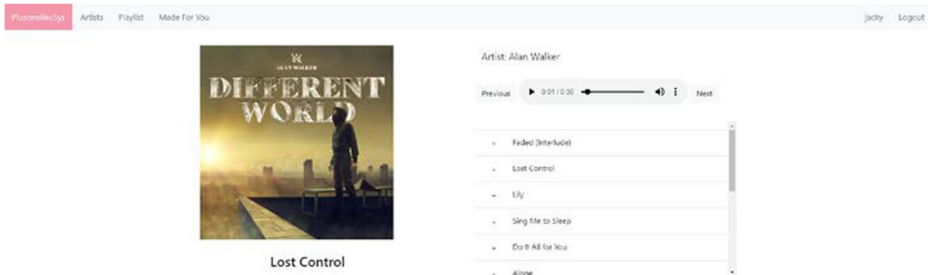 PlusoneRecSys Artists Playlist Made For You Jacky Logout
ALAN WALKER
DIFFERENT
WORLD
Lost Control
Artist: Alan Walker
Previous 0:01 / 0:30 Next
Faded (Interlude)
Lost Control
Lily
Sing Me to Sleep
Do It All for You
Alone